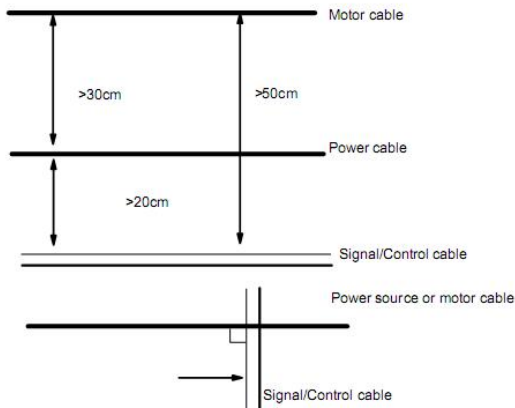 Motor cable
>30cm
>50cm
Power cable
>20cm
Signal/Control cable
Power source or motor cable
Signal/Control cable